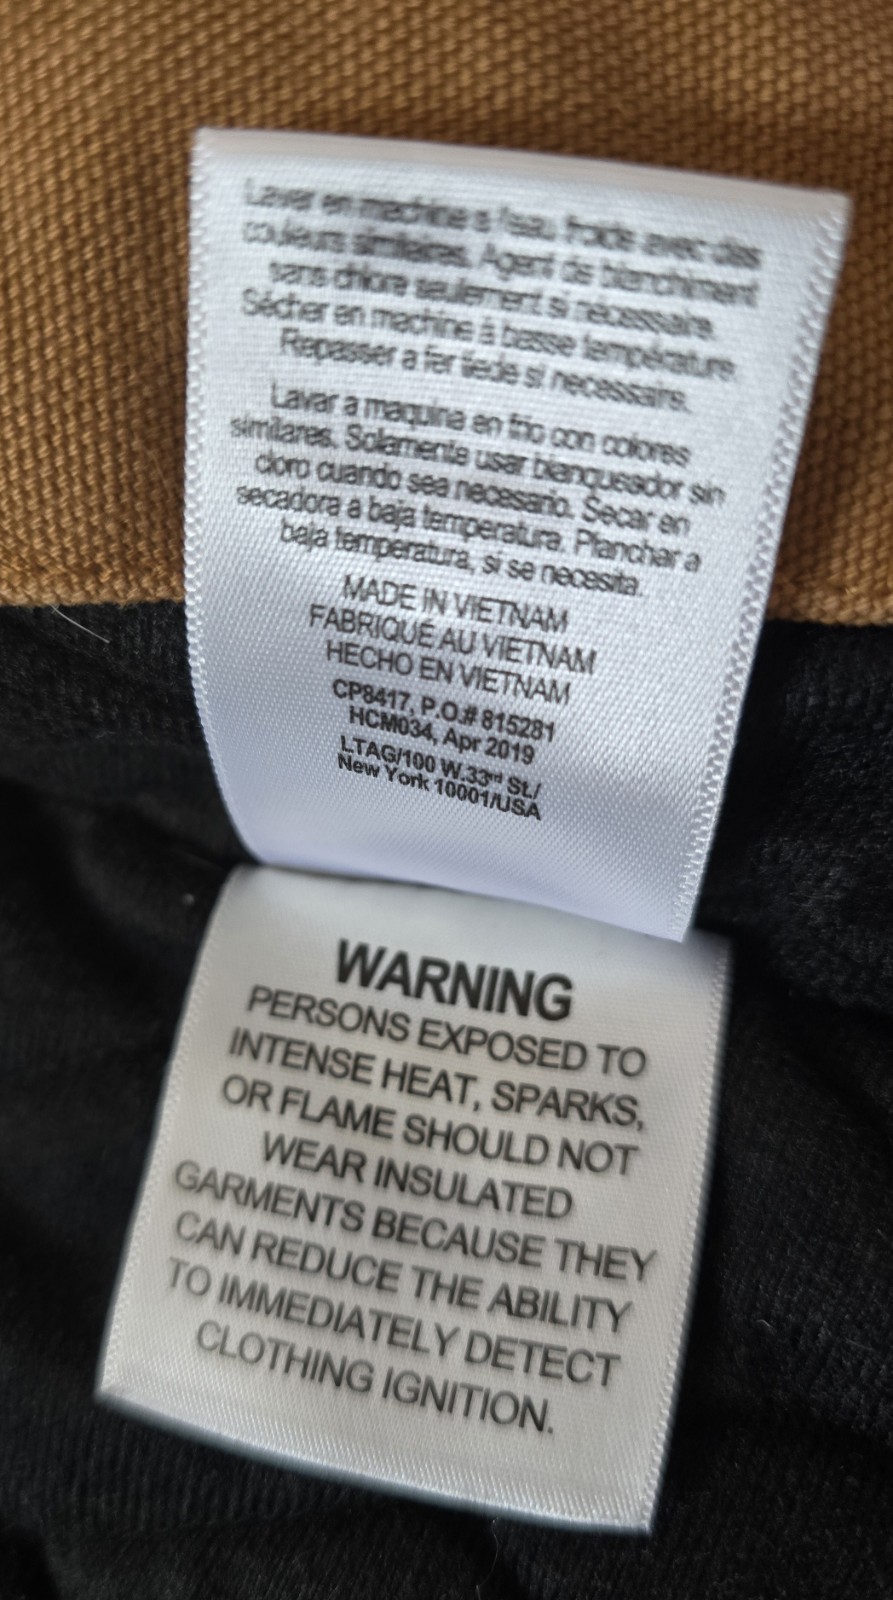 Laver en machine a l'eau froide avec des
couleurs similaires. Agent de blanchiment
sans chlore seulement si nécessaire.
Sécher en machine à basse température.
Repasser a fer tiede si necessaire.
Lavar a maquina en frio con colores
similares. Solamente usar blanqueador sin
cloro cuando sea necesario. Secar en
secadora a baja temperatura. Planchar a
baja temperatura, si se necesita.
MADE IN VIETNAM
FABRIQUÉ AU VIETNAM
HECHO EN VIETNAM
CP8417, P.O.# 815281
HCM034, Apr 2019
LTAG/100 W.33rd St./
New York 10001/USA
WARNING
PERSONS EXPOSED TO
INTENSE HEAT, SPARKS,
OR FLAME SHOULD NOT
WEAR INSULATED
GARMENTS BECAUSE THEY
CAN REDUCE THE ABILITY
TO IMMEDIATELY DETECT
CLOTHING IGNITION.